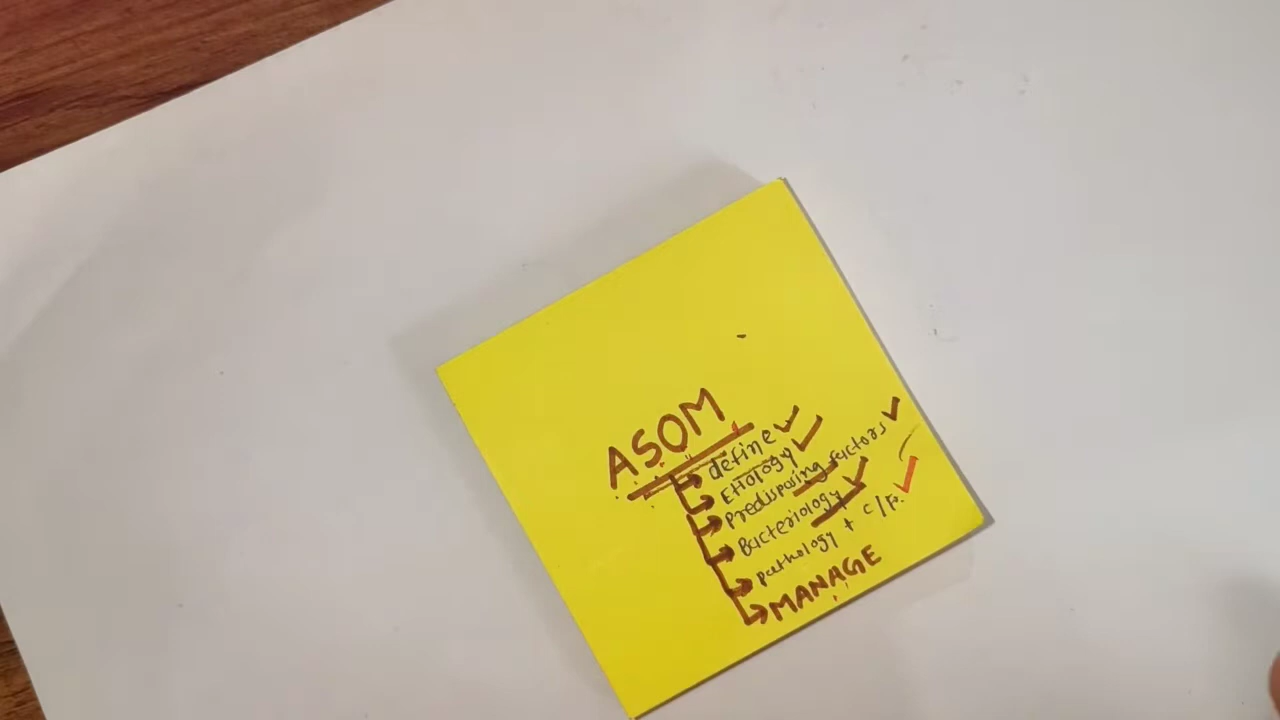 ASOM
define
Etiology
Predisposing factors
Bacteriology
pathology + C/F.
MANAGE